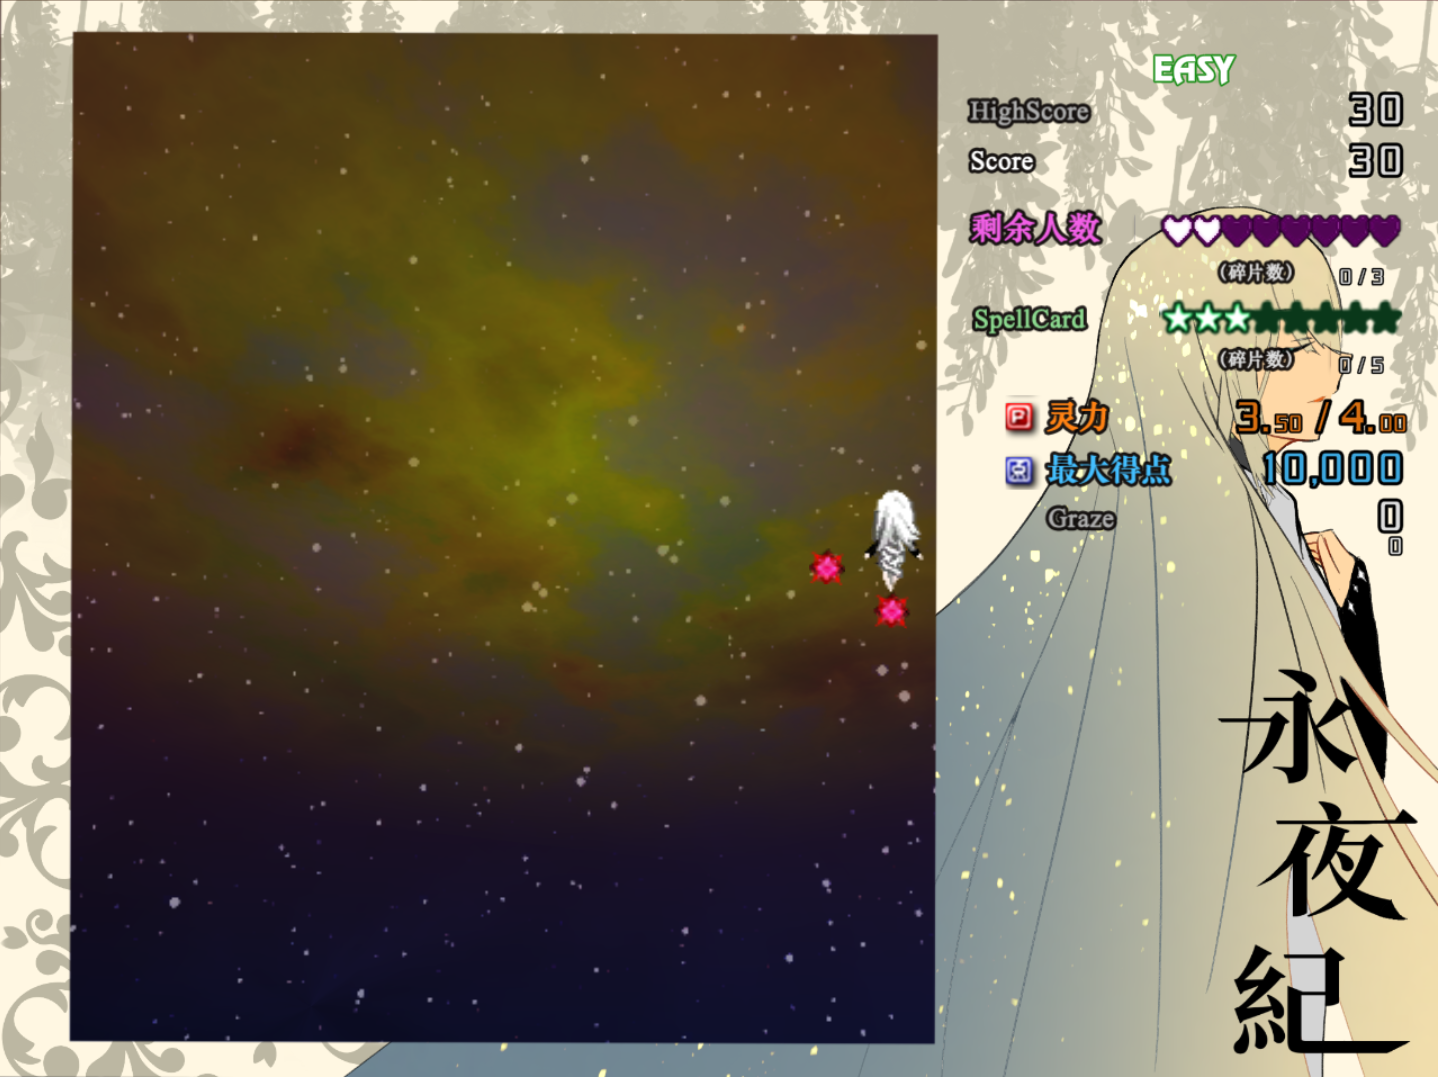 EASY
HighScore 30
Score 30
剩余人数
(碎片数) 0/3
SpellCard
(碎片数) 0/5
P 灵力 3.50/4.00
点 最大得点 10,000
Graze 0
0
永夜紀